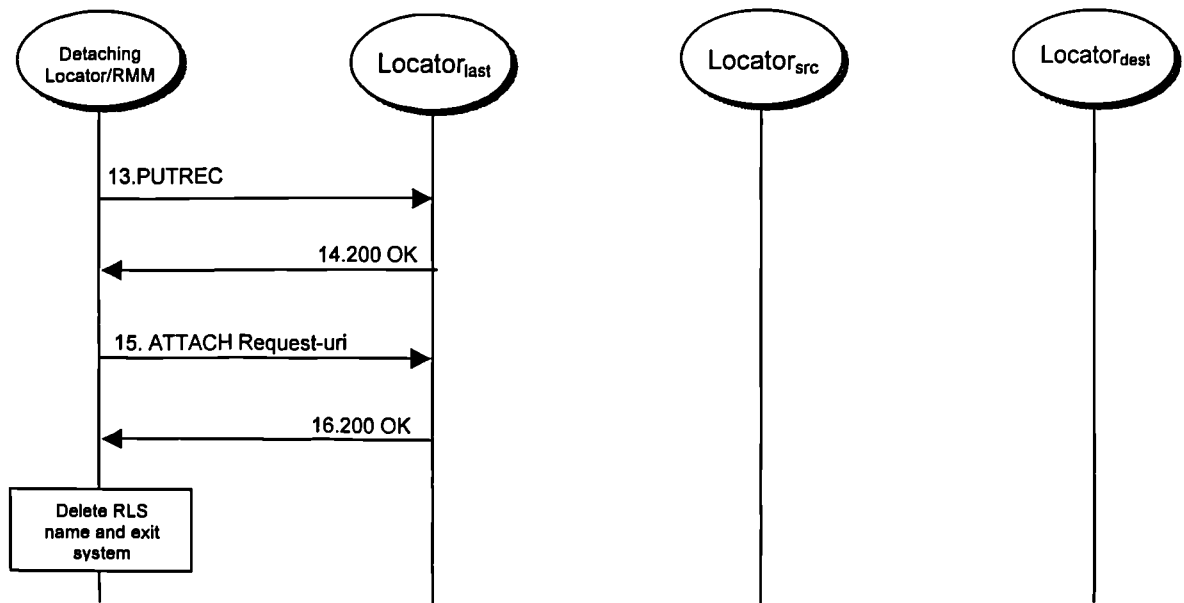 Detaching
Locator/RMM
Locatorlast
Locatorsrc
Locatordest
13.PUTREC
14.200 OK
15. ATTACH Request-uri
16.200 OK
Delete RLS
name and exit
system